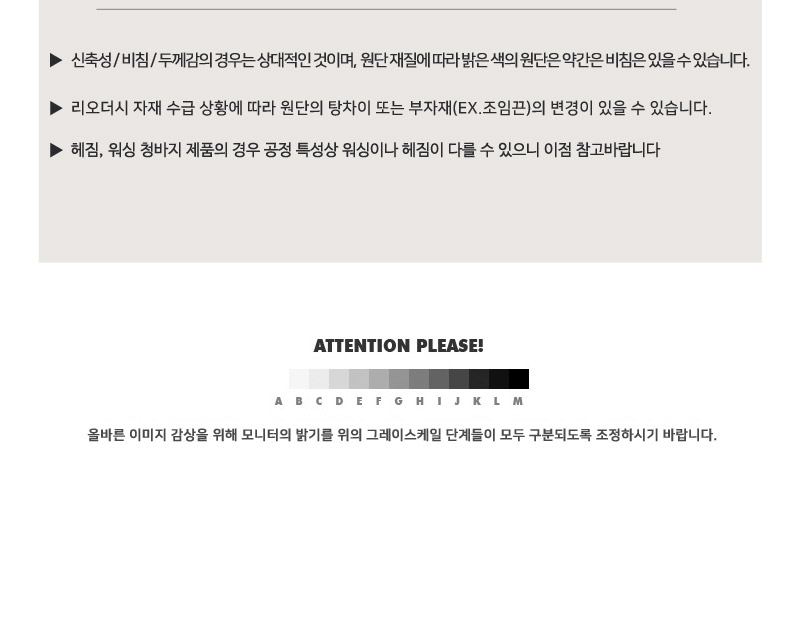 ▶ 신축성 / 비침 / 두께감의 경우는 상대적인 것이며, 원단 재질에 따라 밝은 색의 원단은 약간은 비침은 있을 수 있습니다.
▶ 리오더시 자재 수급 상황에 따라 원단의 탕차이 또는 부자재(EX.조임끈)의 변경이 있을 수 있습니다.
▶ 헤짐, 워싱 청바지 제품의 경우 공정 특성상 워싱이나 헤짐이 다를 수 있으니 이점 참고바랍니다
ATTENTION PLEASE!
A B C D E F G H I J K L M
올바른 이미지 감상을 위해 모니터의 밝기를 위의 그레이스케일 단계들이 모두 구분되도록 조정하시기 바랍니다.